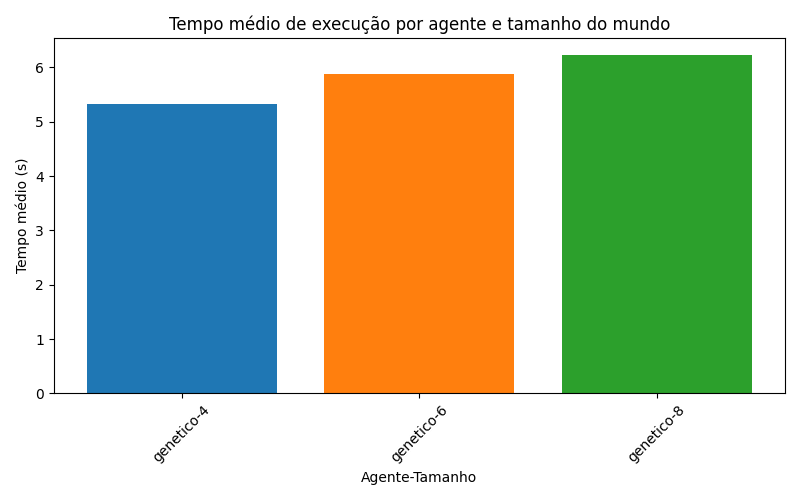 Tempo médio de execução por agente e tamanho do mundo
Tempo médio (s)
6
5
4
3
2
1
0
genetico-4
genetico-6
genetico-8
Agente-Tamanho